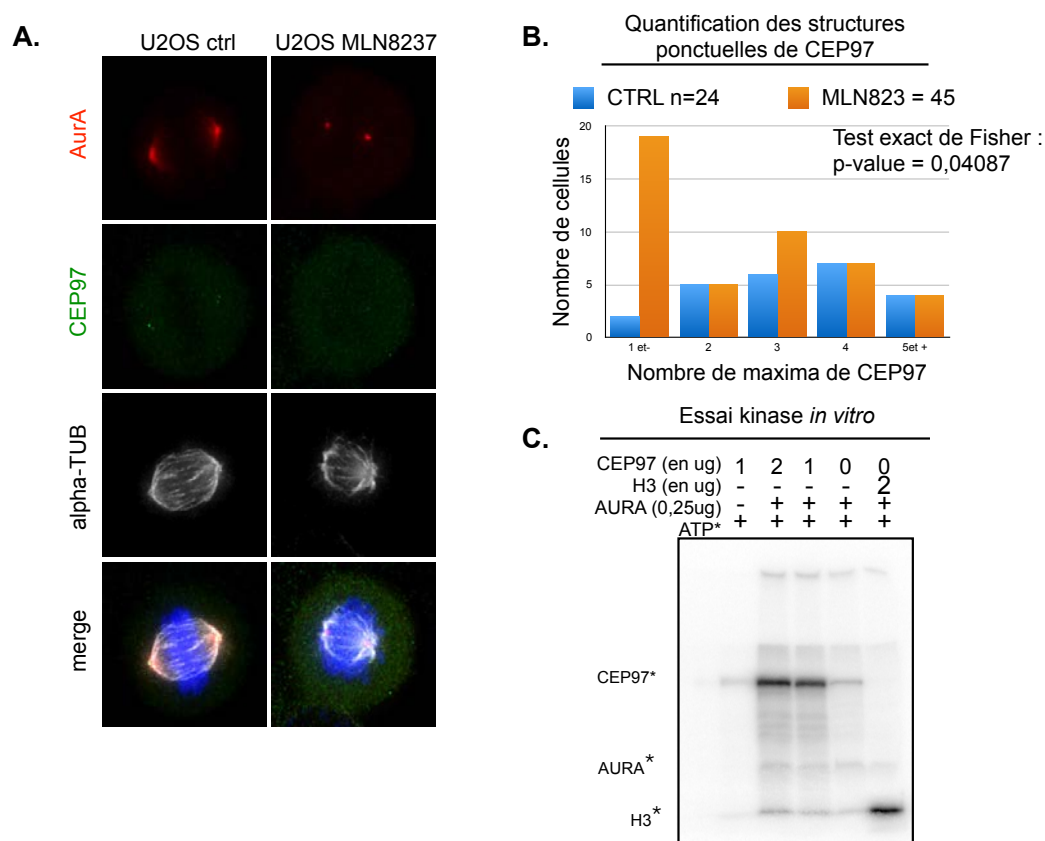 A.
U2OS ctrl U2OS MLN8237
AurA
CEP97
alpha-TUB
merge
B.
Quantification des structures
ponctuelles de CEP97
CTRL n=24 MLN823 = 45
Test exact de Fisher :
p-value = 0,04087
Nombre de cellules
20
15
10
5
0
1 et- 2 3 4 5et +
Nombre de maxima de CEP97
C.
Essai kinase in vitro
CEP97 (en ug) 1 2 1 0 0
H3 (en ug) - - - - 2
AURA (0,25ug) - + + + +
ATP* + + + + +
CEP97*
AURA*
H3*